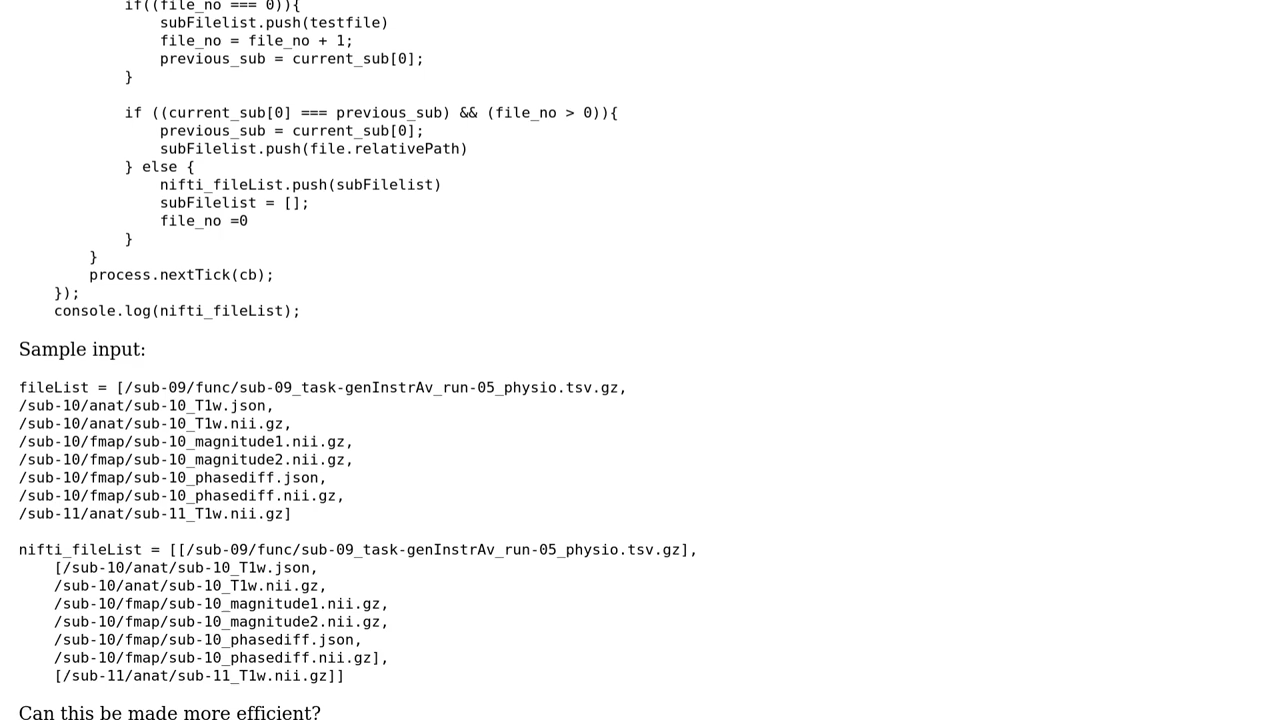 if((file_no === 0)){
                subFilelist.push(testfile)
                file_no = file_no + 1;
                previous_sub = current_sub[0];
            }

            if ((current_sub[0] === previous_sub) && (file_no > 0)){
                previous_sub = current_sub[0];
                subFilelist.push(file.relativePath)
            } else {
                nifti_fileList.push(subFilelist)
                subFilelist = [];
                file_no =0
            }
        }
        process.nextTick(cb);
    });
    console.log(nifti_fileList);
Sample input:
fileList = [/sub-09/func/sub-09_task-genInstrAv_run-05_physio.tsv.gz,
/sub-10/anat/sub-10_T1w.json,
/sub-10/anat/sub-10_T1w.nii.gz,
/sub-10/fmap/sub-10_magnitude1.nii.gz,
/sub-10/fmap/sub-10_magnitude2.nii.gz,
/sub-10/fmap/sub-10_phasediff.json,
/sub-10/fmap/sub-10_phasediff.nii.gz,
/sub-11/anat/sub-11_T1w.nii.gz]

nifti_fileList = [[/sub-09/func/sub-09_task-genInstrAv_run-05_physio.tsv.gz],
    [/sub-10/anat/sub-10_T1w.json,
    /sub-10/anat/sub-10_T1w.nii.gz,
    /sub-10/fmap/sub-10_magnitude1.nii.gz,
    /sub-10/fmap/sub-10_magnitude2.nii.gz,
    /sub-10/fmap/sub-10_phasediff.json,
    /sub-10/fmap/sub-10_phasediff.nii.gz],
    [/sub-11/anat/sub-11_T1w.nii.gz]]
Can this be made more efficient?